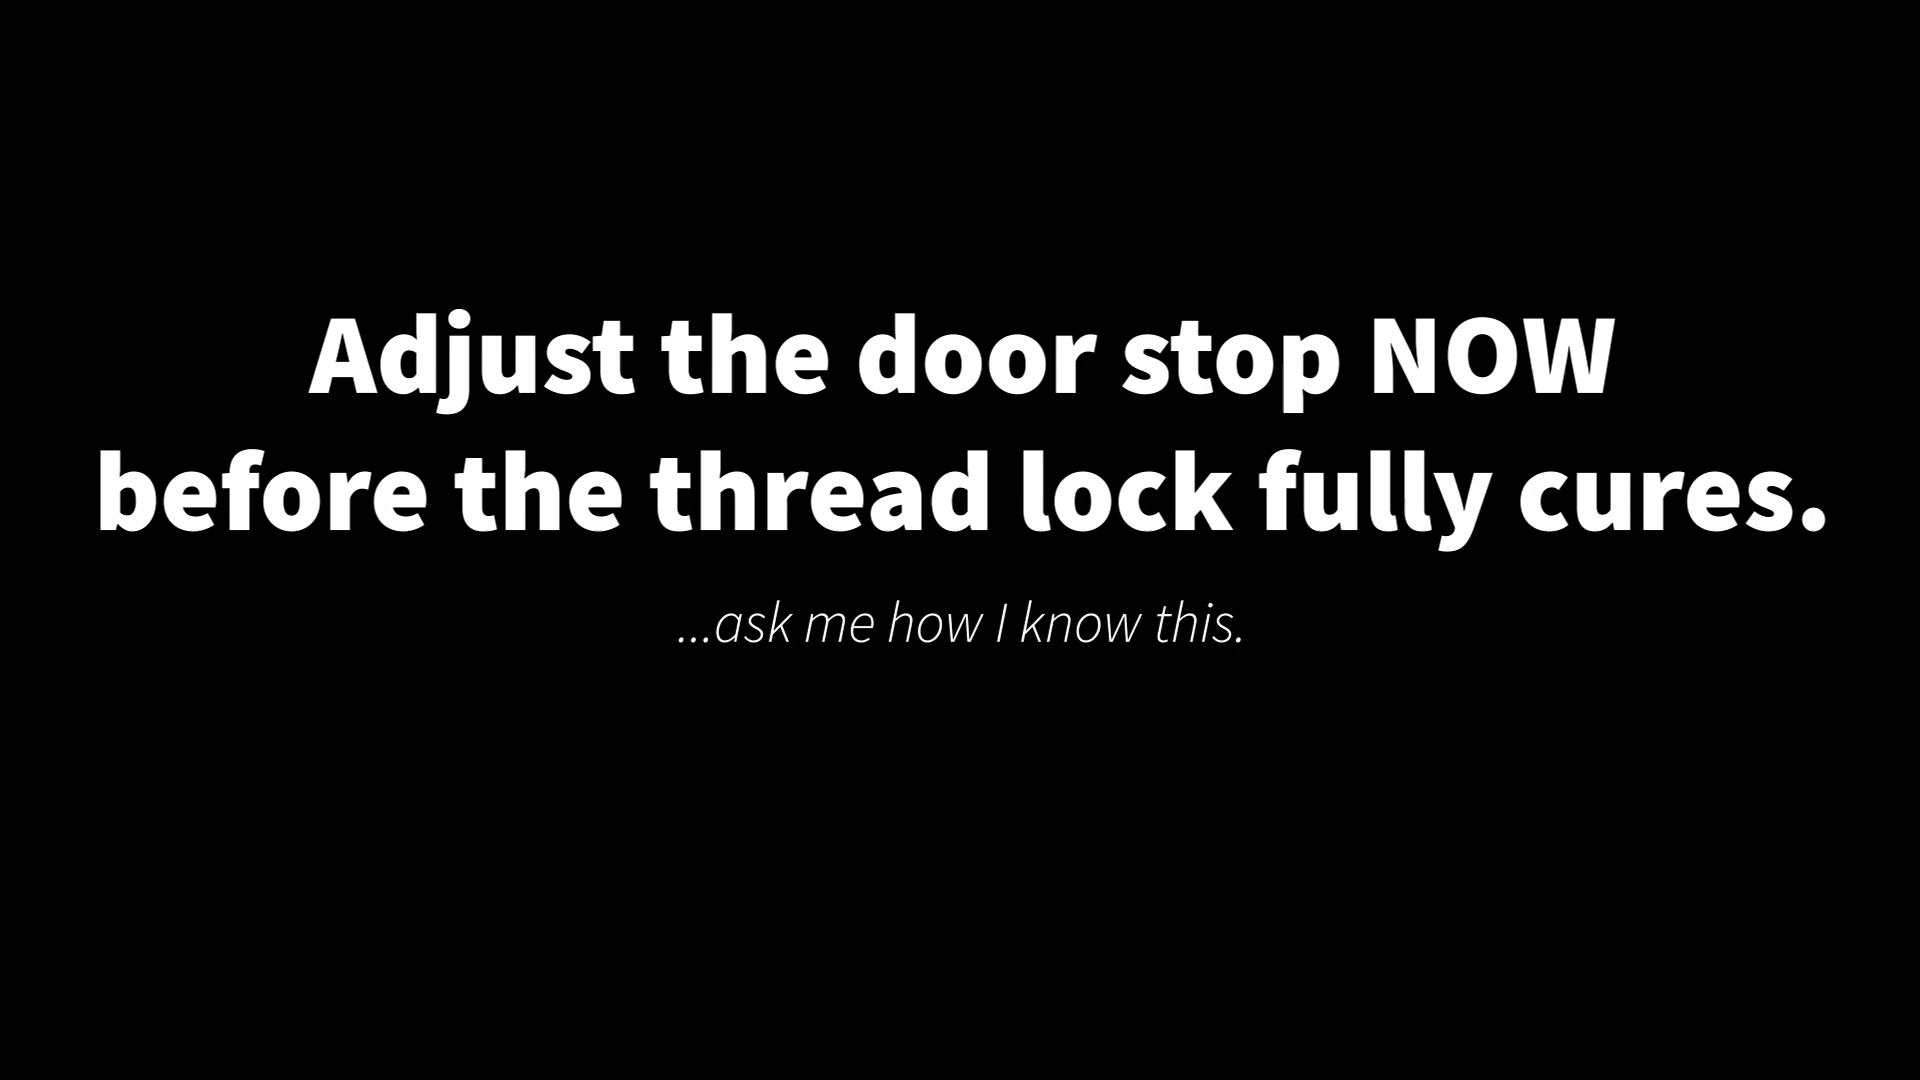 Adjust the door stop NOW
before the thread lock fully cures.
...ask me how I know this.